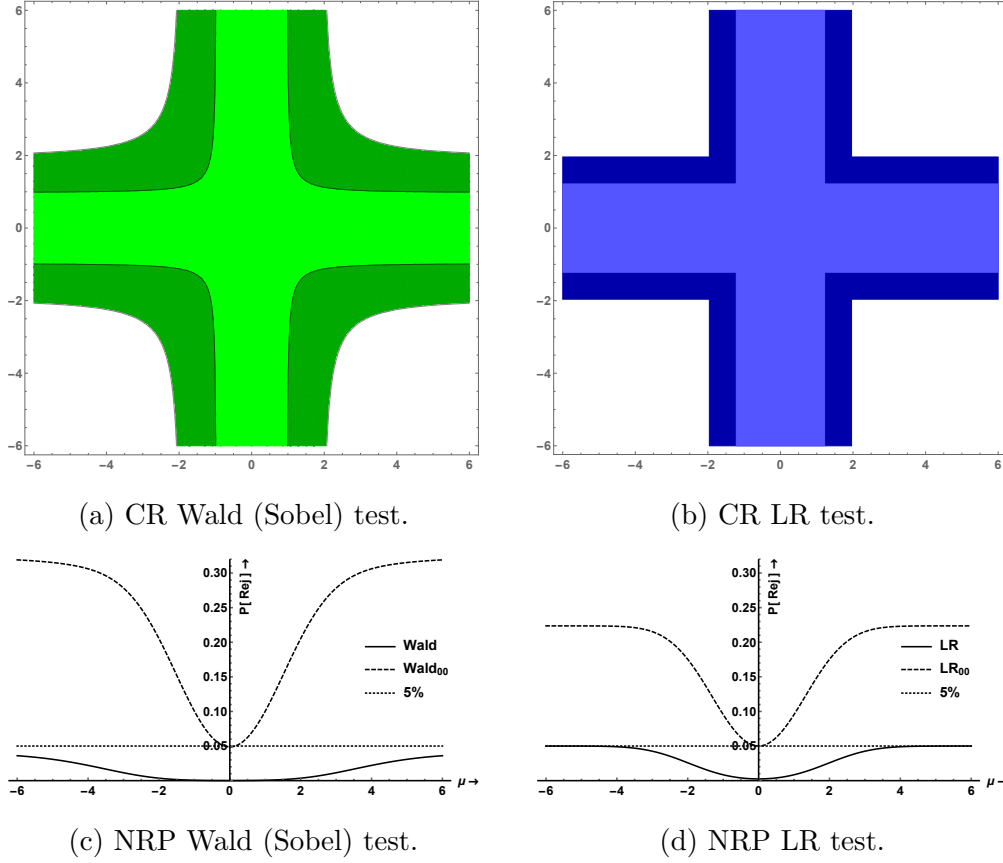 6
4
2
0
−2
−4
−6
−6 −4 −2 0 2 4 6
(a) CR Wald (Sobel) test.
6
4
2
0
−2
−4
−6
−6 −4 −2 0 2 4 6
(b) CR LR test.
P[ Rej ] →
0.30
0.25
0.20
0.15
0.10
0.05
Wald
Wald₀₀
5%
−6 −4 −2 0 2 4 6
μ →
(c) NRP Wald (Sobel) test.
P[ Rej ] →
0.30
0.25
0.20
0.15
0.10
0.05
LR
LR₀₀
5%
−6 −4 −2 0 2 4 6
μ –
(d) NRP LR test.